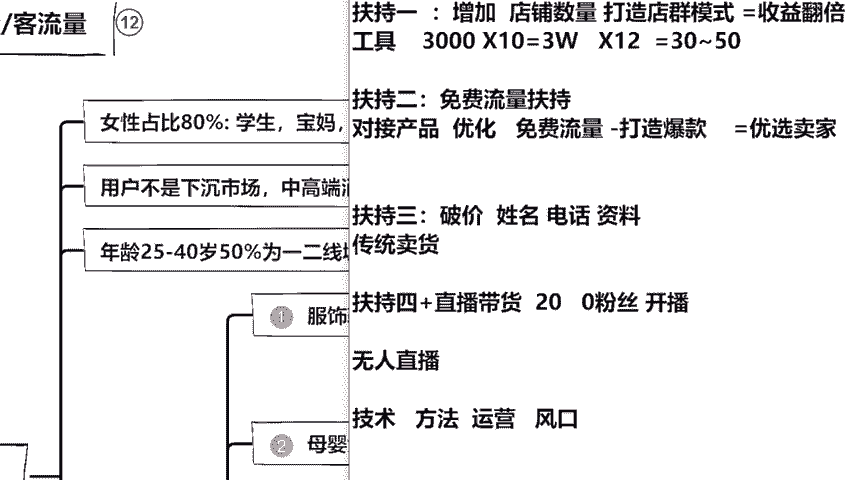 /客流量 12
女性占比80%: 学生，宝妈，
用户不是下沉市场，中高端
年龄25-40岁50%为一二线
1 服饰
2 母婴
扶持一 ：增加 店铺数量 打造店群模式 =收益翻倍
工具 3000 X10=3W X12 =30~50
扶持二：免费流量扶持
对接产品 优化 免费流量 -打造爆款 =优选卖家
扶持三：破价 姓名 电话 资料
传统卖货
扶持四+直播带货 20 0粉丝 开播
无人直播
技术 方法 运营 风口